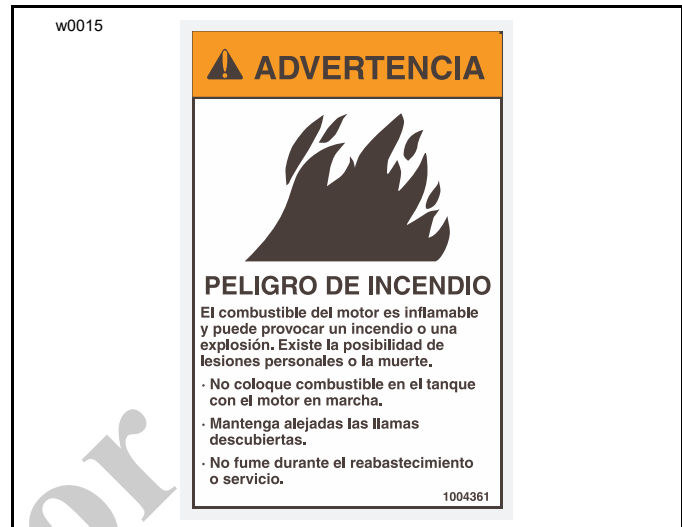 w0015
ADVERTENCIA
PELIGRO DE INCENDIO
El combustible del motor es inflamable
y puede provocar un incendio o una
explosión. Existe la posibilidad de
lesiones personales o la muerte.
· No coloque combustible en el tanque
con el motor en marcha.
· Mantenga alejadas las llamas
descubiertas.
· No fume durante el reabastecimiento
o servicio.
1004361
or